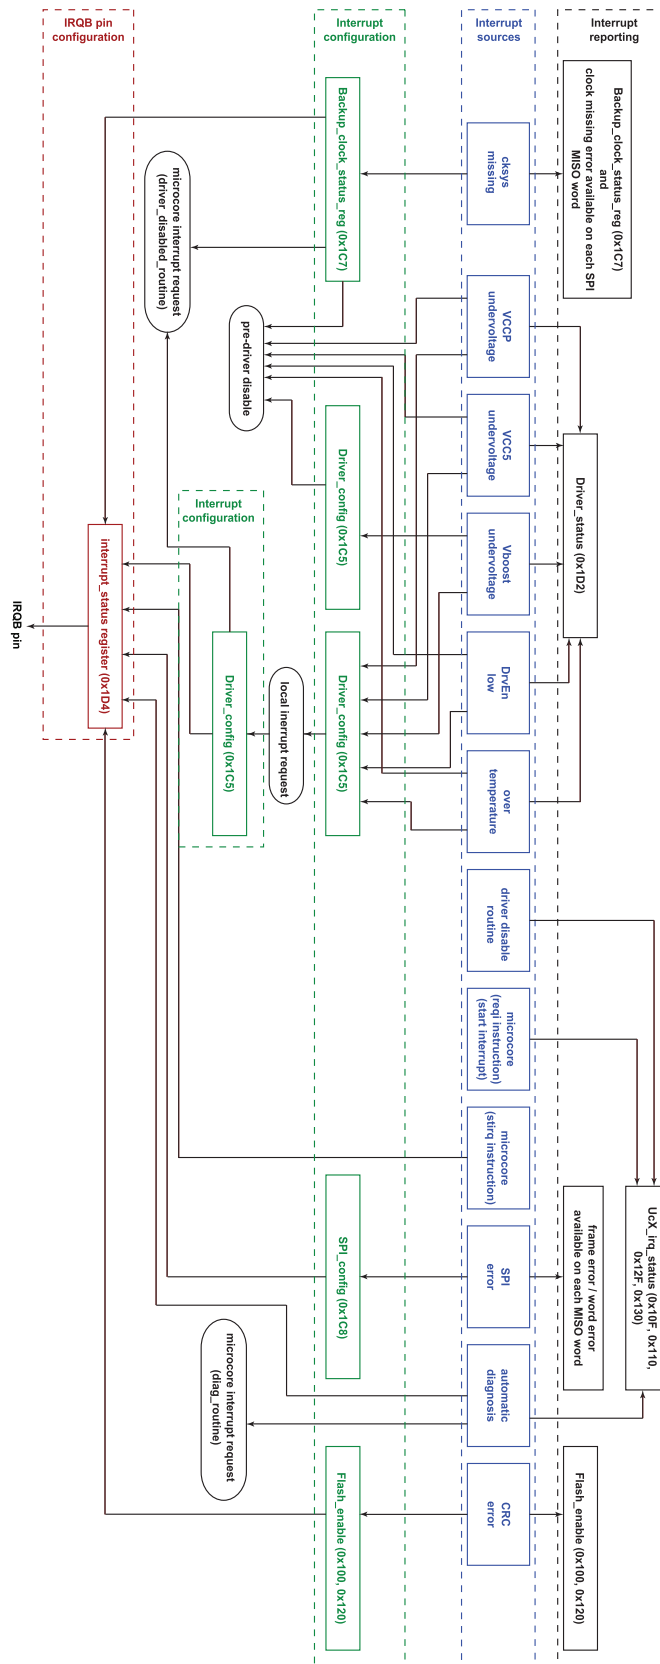 Interrupt
reporting
Backup_clock_status_reg (0x1C7)
and
clock missing error available on each SPI
MISO word
Driver_status (0x1D2)
UcX_irq_status (0x10F, 0x110,
0x12F, 0x130)
frame error / word error
available on each MISO word
Flash_enable (0x100, 0x120)
Interrupt
sources
cksys
missing
VCCP
undervoltage
VCC5
undervoltage
Vboost
undervoltage
DrvEn
low
over
temperature
driver disable
routine
microcore
(reqi instruction)
(start interrupt)
microcore
(stirq instruction)
SPI
error
automatic
diagnosis
CRC
error
Interrupt
configuration
Backup_clock_status_reg (0x1C7)
Driver_config (0x1C5)
Driver_config (0x1C5)
SPI_config (0x1C8)
Flash_enable (0x100, 0x120)
pre-driver disable
local inerrupt request
microcore interrupt request
(driver_disabled_routine)
Interrupt
configuration
Driver_config (0x1C5)
microcore interrupt request
(diag_routine)
IRQB pin
configuration
interrupt_status register (0x1D4)
IRQB pin